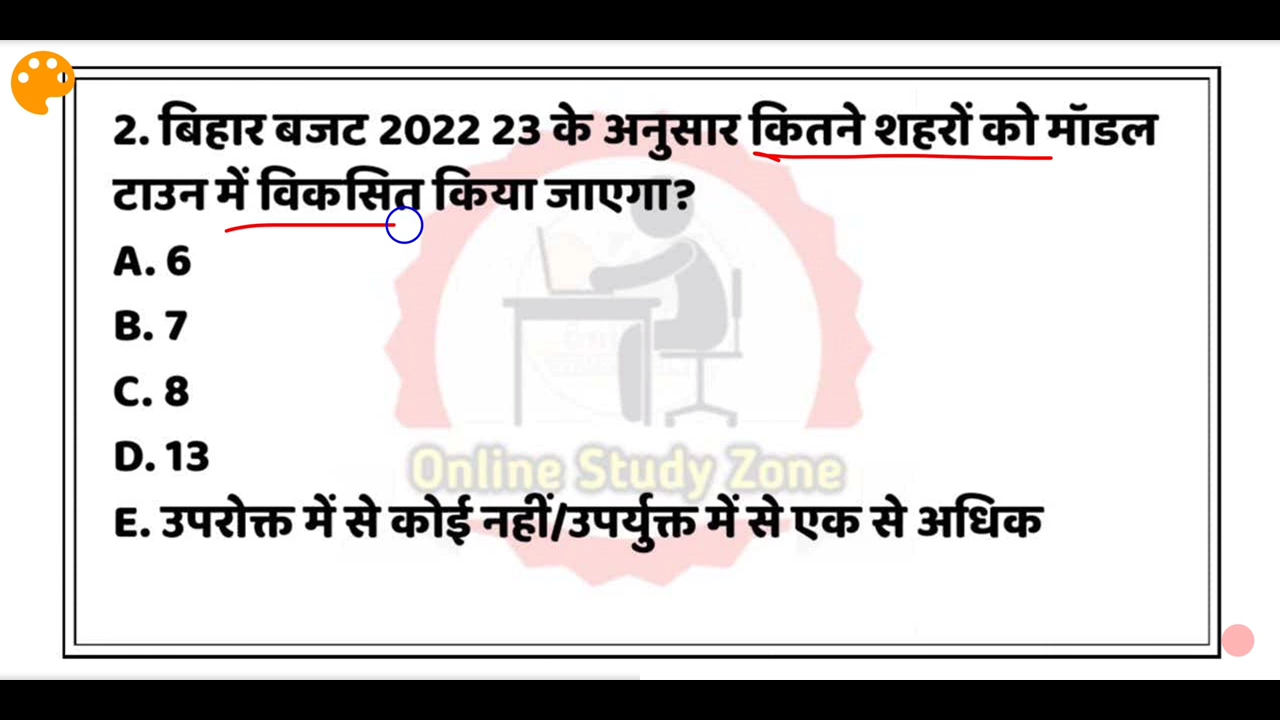 2. बिहार बजट 2022 23 के अनुसार कितने शहरों को मॉडल
टाउन में विकसित किया जाएगा?
A. 6
B. 7
C. 8
D. 13
Online Study Zone
E. उपरोक्त में से कोई नहीं/उपर्युक्त में से एक से अधिक